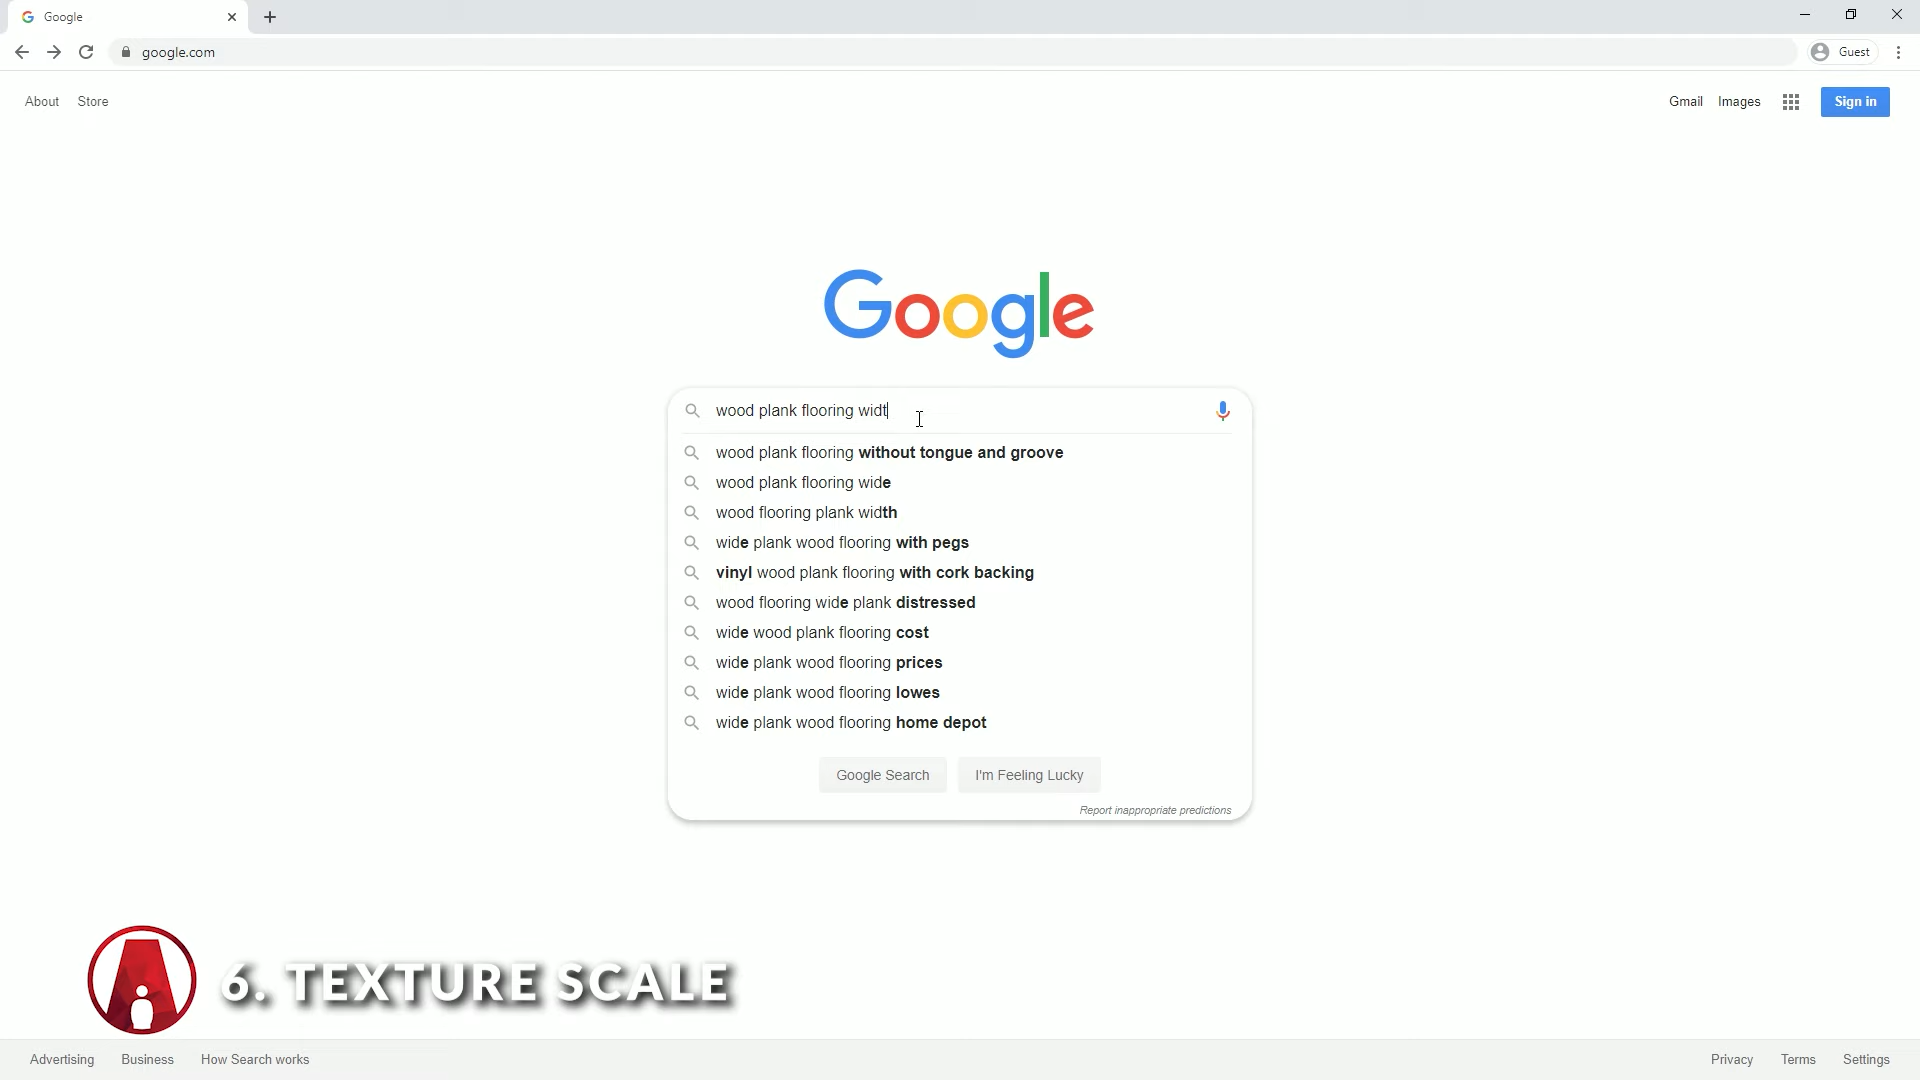 Google
google.com
Guest
About Store
Gmail Images Sign in
Google
wood plank flooring widt
wood plank flooring without tongue and groove
wood plank flooring wide
wood flooring plank width
wide plank wood flooring with pegs
vinyl wood plank flooring with cork backing
wood flooring wide plank distressed
wide wood plank flooring cost
wide plank wood flooring prices
wide plank wood flooring lowes
wide plank wood flooring home depot
Google Search I'm Feeling Lucky
Report inappropriate predictions
6. TEXTURE SCALE
Advertising Business How Search works
Privacy Terms Settings